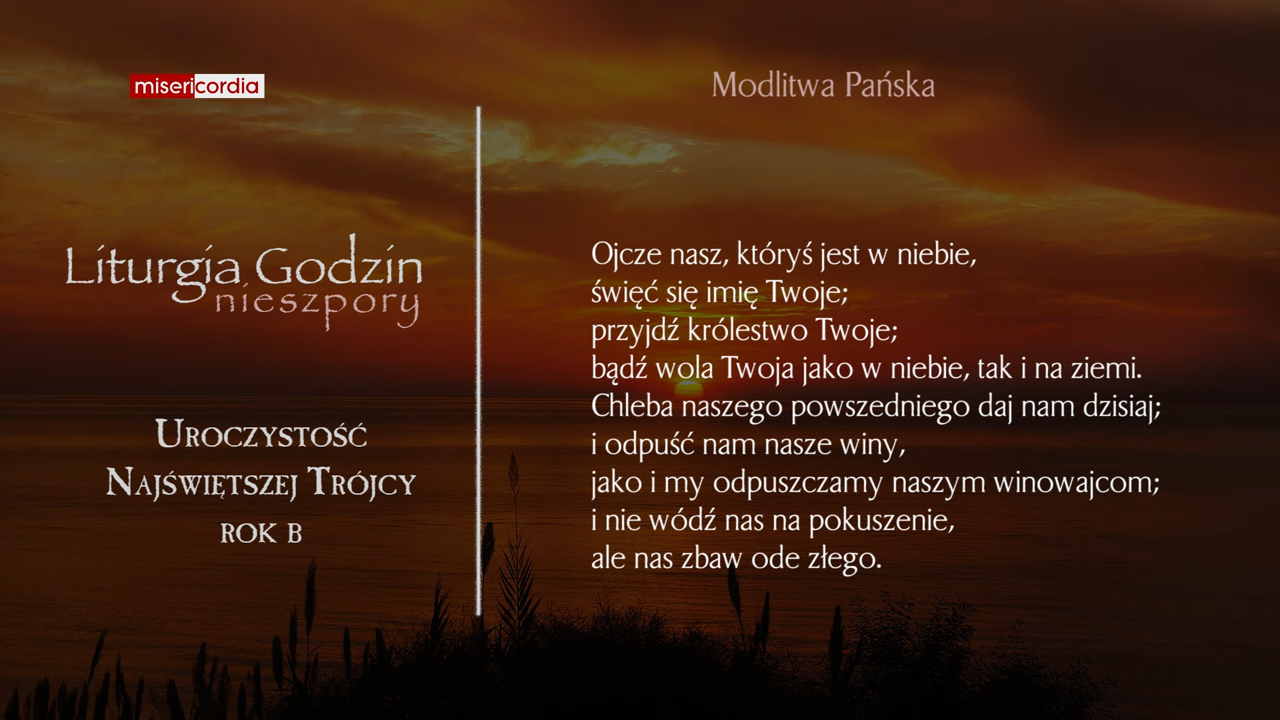 misericordia
Liturgia Godzin
nieszpory
Uroczystość
Najświętszej Trójcy
rok B
Modlitwa Pańska
Ojcze nasz, któryś jest w niebie,
święć się imię Twoje;
przyjdź królestwo Twoje;
bądź wola Twoja jako w niebie, tak i na ziemi.
Chleba naszego powszedniego daj nam dzisiaj;
i odpuść nam nasze winy,
jako i my odpuszczamy naszym winowajcom;
i nie wódź nas na pokuszenie,
ale nas zbaw ode złego.